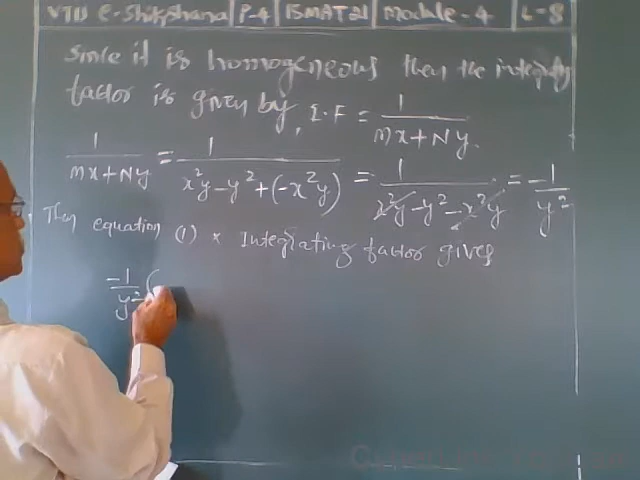 VTU e-Shikshana | P-4 | 15MAT21 | Module - 4 | L-8
Since it is homogeneous then the integrating
factor is given by, I.F = 1/(Mx+Ny).
1/(Mx+Ny) = 1/(x²y-y²+(-x²y)) = 1/(x²y-y²-x²y) = -1/y²
Then equation (1) × Integrating factor gives
-1/y² (